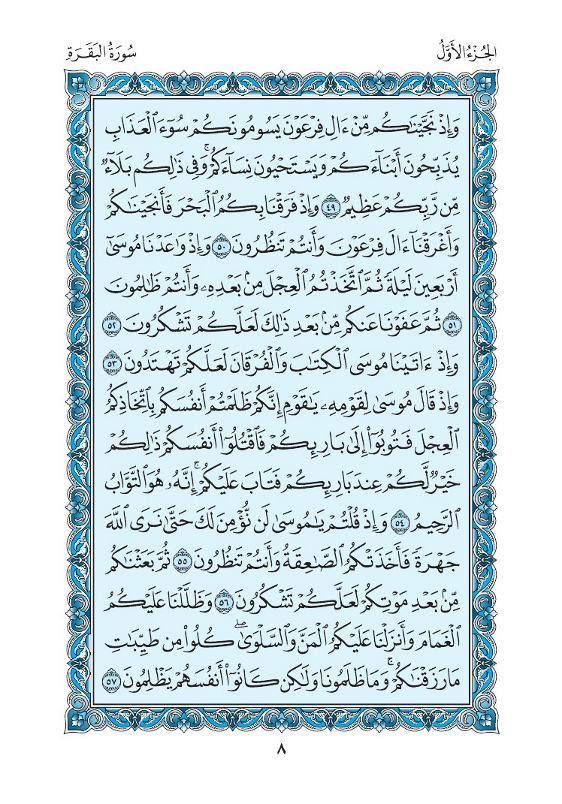 الجُزْءُ الأَوَّلُ
سُورَةُ البَقَرَةِ
وَإِذْ نَجَّيْنَٰكُم مِّنْ ءَالِ فِرْعَوْنَ يَسُومُونَكُمْ سُوٓءَ ٱلْعَذَابِ
يُذَبِّحُونَ أَبْنَآءَكُمْ وَيَسْتَحْيُونَ نِسَآءَكُمْ ۚ وَفِى ذَٰلِكُم بَلَآءٌ
مِّن رَّبِّكُمْ عَظِيمٌ ٤٩ وَإِذْ فَرَقْنَا بِكُمُ ٱلْبَحْرَ فَأَنجَيْنَٰكُمْ
وَأَغْرَقْنَآ ءَالَ فِرْعَوْنَ وَأَنتُمْ تَنظُرُونَ ٥٠ وَإِذْ وَٰعَدْنَا مُوسَىٰٓ
أَرْبَعِينَ لَيْلَةً ثُمَّ ٱتَّخَذْتُمُ ٱلْعِجْلَ مِنۢ بَعْدِهِۦ وَأَنتُمْ ظَٰلِمُونَ
٥١ ثُمَّ عَفَوْنَا عَنكُم مِّنۢ بَعْدِ ذَٰلِكَ لَعَلَّكُمْ تَشْكُرُونَ ٥٢
وَإِذْ ءَاتَيْنَا مُوسَى ٱلْكِتَٰبَ وَٱلْفُرْقَانَ لَعَلَّكُمْ تَهْتَدُونَ ٥٣
وَإِذْ قَالَ مُوسَىٰ لِقَوْمِهِۦ يَٰقَوْمِ إِنَّكُمْ ظَلَمْتُمْ أَنفُسَكُم بِٱتِّخَاذِكُمُ
ٱلْعِجْلَ فَتُوبُوٓا۟ إِلَىٰ بَارِئِكُمْ فَٱقْتُلُوٓا۟ أَنفُسَكُمْ ذَٰلِكُمْ
خَيْرٌ لَّكُمْ عِندَ بَارِئِكُمْ فَتَابَ عَلَيْكُمْ ۚ إِنَّهُۥ هُوَ ٱلتَّوَّابُ
ٱلرَّحِيمُ ٥٤ وَإِذْ قُلْتُمْ يَٰمُوسَىٰ لَن نُّؤْمِنَ لَكَ حَتَّىٰ نَرَى ٱللَّهَ
جَهْرَةً فَأَخَذَتْكُمُ ٱلصَّٰعِقَةُ وَأَنتُمْ تَنظُرُونَ ٥٥ ثُمَّ بَعَثْنَٰكُم
مِّنۢ بَعْدِ مَوْتِكُمْ لَعَلَّكُمْ تَشْكُرُونَ ٥٦ وَظَلَّلْنَا عَلَيْكُمُ
ٱلْغَمَامَ وَأَنزَلْنَا عَلَيْكُمُ ٱلْمَنَّ وَٱلسَّلْوَىٰ ۖ كُلُوا۟ مِن طَيِّبَٰتِ
مَا رَزَقْنَٰكُمْ ۖ وَمَا ظَلَمُونَا وَلَٰكِن كَانُوٓا۟ أَنفُسَهُمْ يَظْلِمُونَ ٥٧
٨